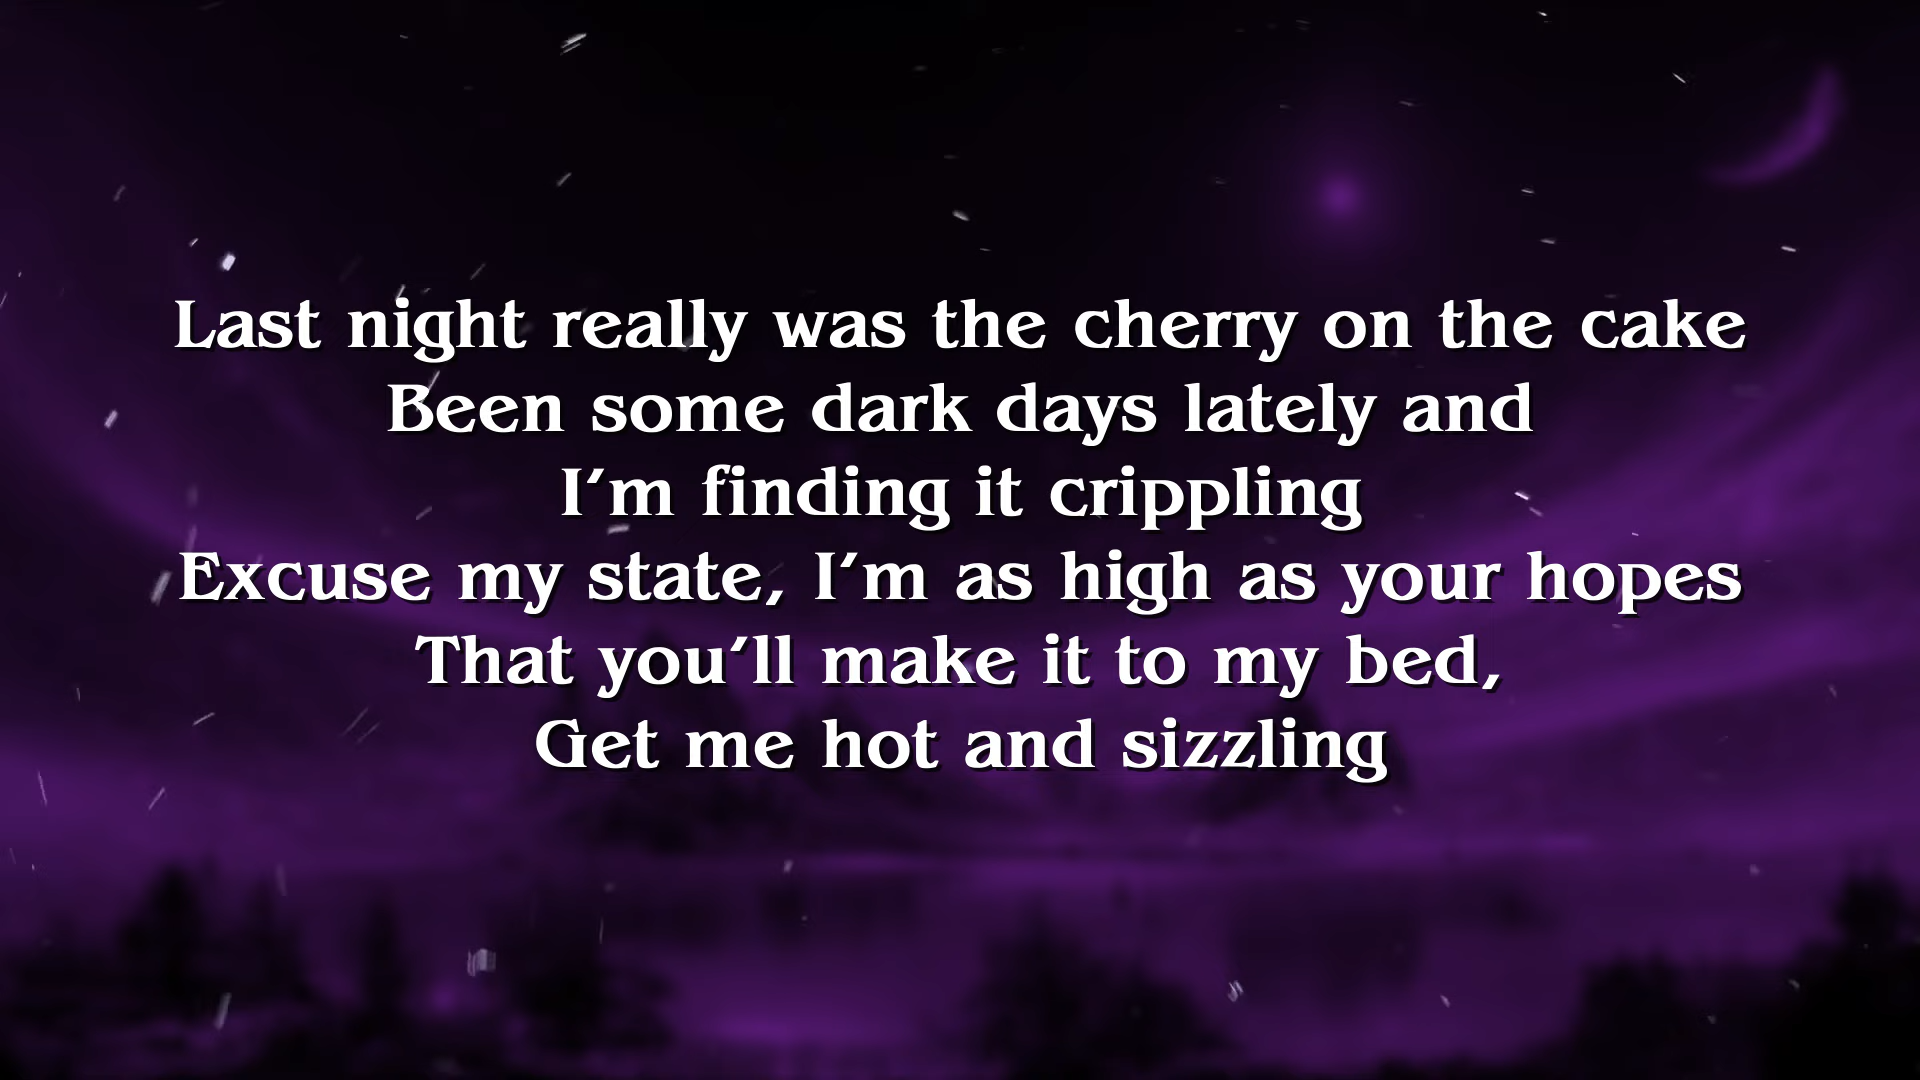 Last night really was the cherry on the cake
Been some dark days lately and
I'm finding it crippling
Excuse my state, I'm as high as your hopes
That you'll make it to my bed,
Get me hot and sizzling